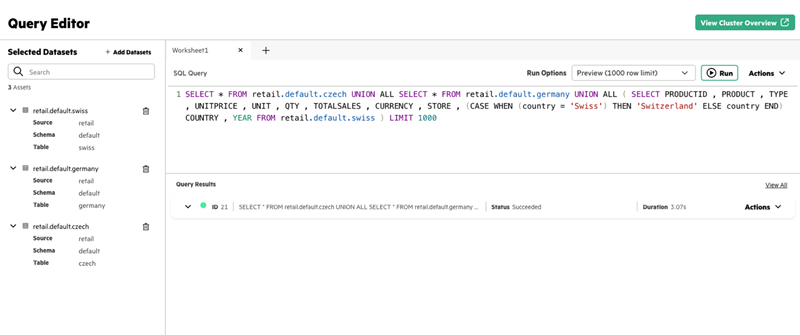 Query Editor
View Cluster Overview
Selected Datasets
+ Add Datasets
Search
3 Assets
retail.default.swiss
Source retail
Schema default
Table swiss
retail.default.germany
Source retail
Schema default
Table germany
retail.default.czech
Source retail
Schema default
Table czech
Worksheet1 × +
SQL Query
Run Options Preview (1000 row limit) Run Actions
1 SELECT * FROM retail.default.czech UNION ALL SELECT * FROM retail.default.germany UNION ALL ( SELECT PRODUCTID , PRODUCT , TYPE
, UNITPRICE , UNIT , QTY , TOTALSALES , CURRENCY , STORE , (CASE WHEN (country = 'Swiss') THEN 'Switzerland' ELSE country END)
COUNTRY , YEAR FROM retail.default.swiss ) LIMIT 1000
Query Results View All
ID 21 SELECT * FROM retail.default.czech UNION ALL SELECT * FROM retail.default.germany ... Status Succeeded Duration 3.07s Actions